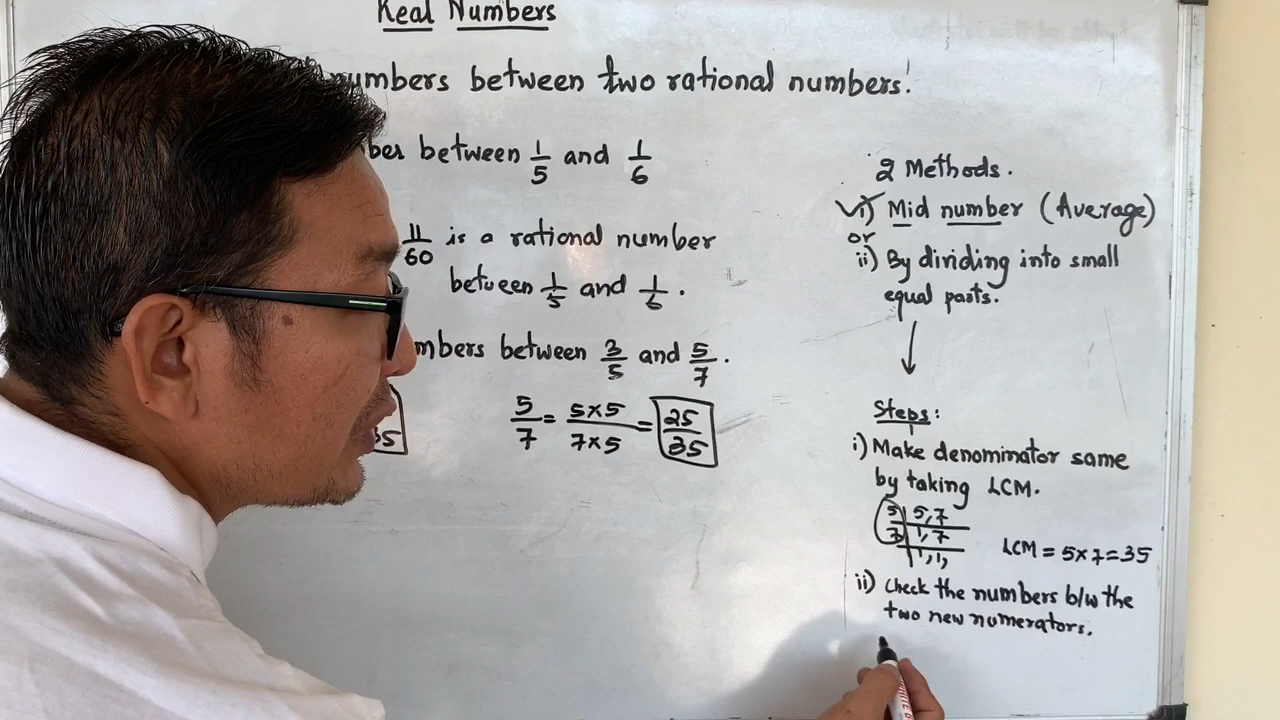 Real Numbers
numbers between two rational numbers.
ber between 1/5 and 1/6
11/60 is a rational number
between 1/5 and 1/6.
mbers between 3/5 and 5/7.
35
5/7 = 5×5/7×5 = 25/35
2 Methods.
i) Mid number (Average)
or
ii) By dividing into small
equal parts.
Steps:
i) Make denominator same
by taking LCM.
5 | 5, 7
7 | 1, 7
| 1, 1,
LCM = 5×7=35
ii) Check the numbers b/w the
two new numerators.